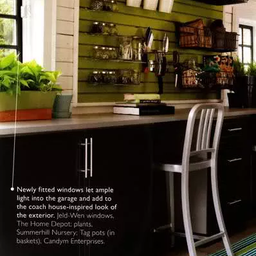 Newly fitted windows let ample
light into the garage and add to
the coach house-inspired look of
the exterior. Jeld-Wen windows,
The Home Depot; plants,
Summerhill Nursery; Tag pots (in
baskets), Candym Enterprises.